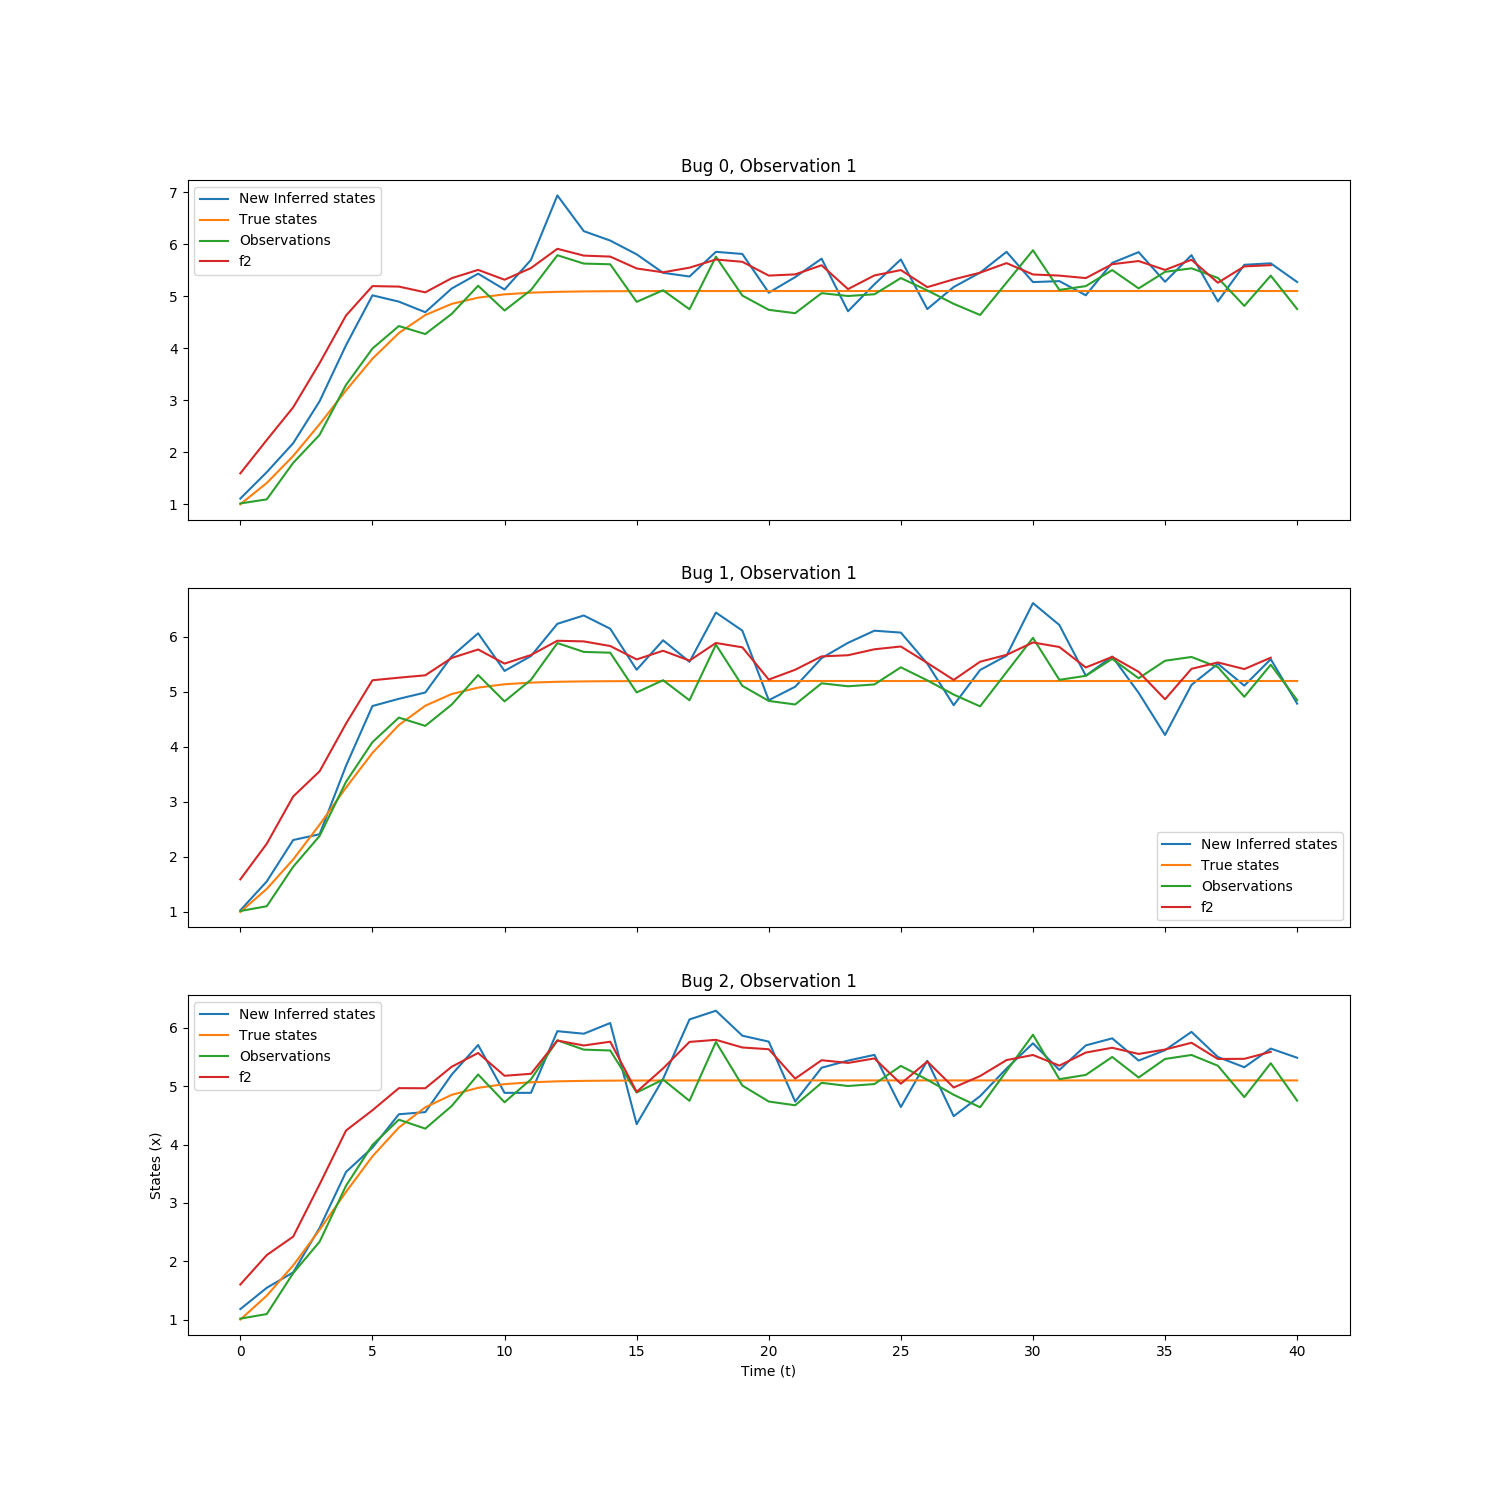 Bug 0, Observation 1
New Inferred states
True states
Observations
f2
7
6
5
4
3
2
1
Bug 1, Observation 1
6
5
4
3
2
1
New Inferred states
True states
Observations
f2
Bug 2, Observation 1
New Inferred states
True states
Observations
f2
6
5
4
3
2
1
States (x)
0 5 10 15 20 25 30 35 40
Time (t)